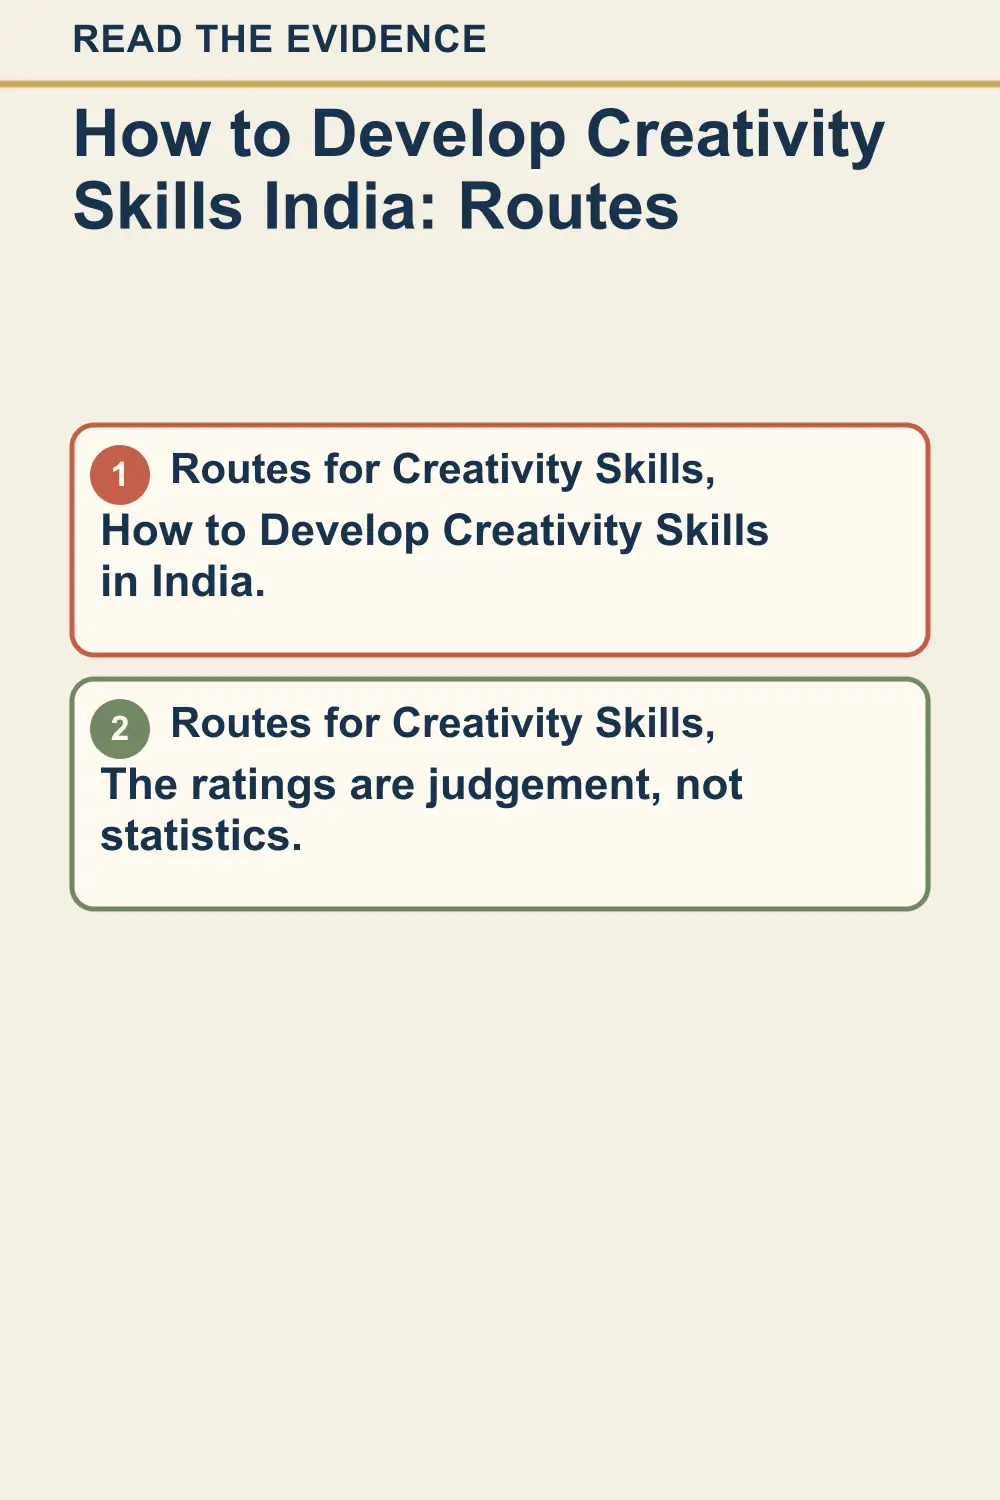 READ THE EVIDENCE
How to Develop Creativity
Skills India: Routes
1 Routes for Creativity Skills,
How to Develop Creativity Skills
in India.
2 Routes for Creativity Skills,
The ratings are judgement, not
statistics.